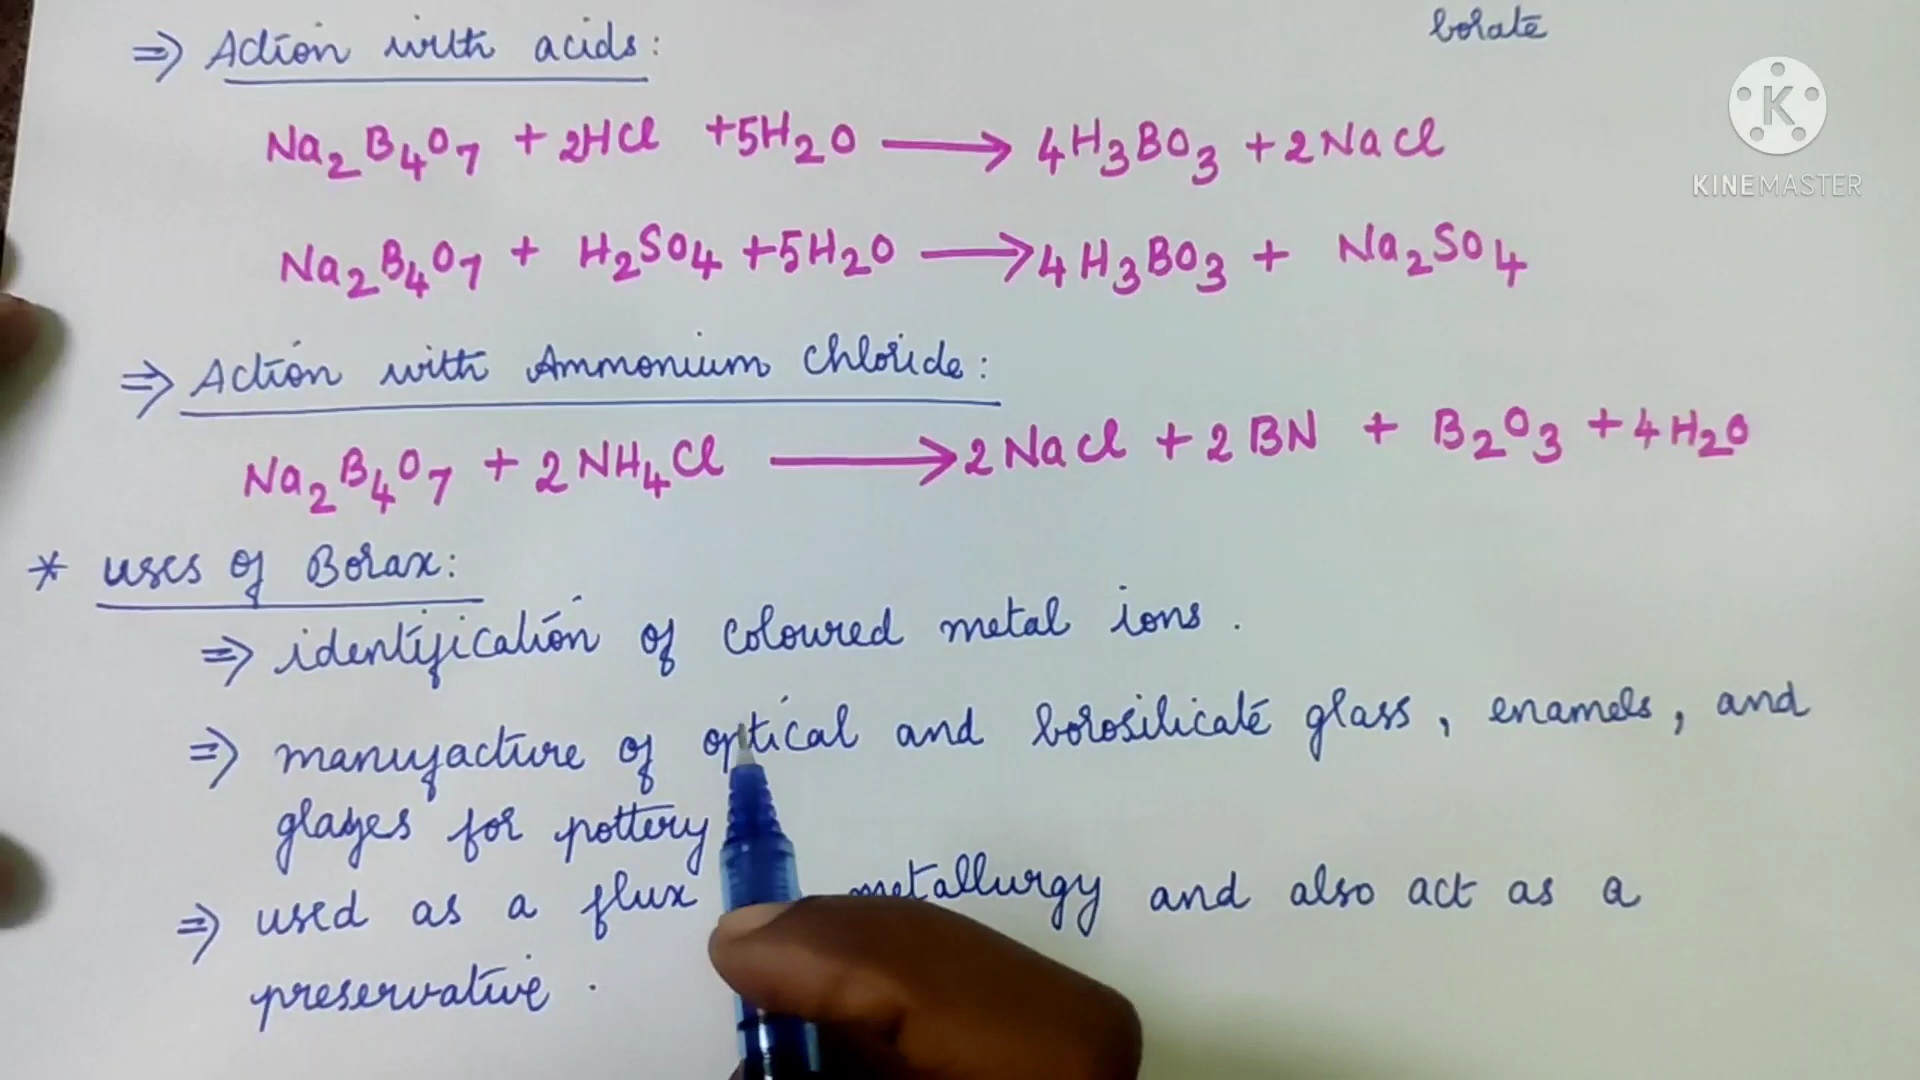 borate
⇒ Action with acids:
Na₂B₄O₇ + 2HCl + 5H₂O ⟶ 4H₃BO₃ + 2NaCl
KINEMASTER
Na₂B₄O₇ + H₂SO₄ + 5H₂O ⟶ 4H₃BO₃ + Na₂SO₄
⇒ Action with Ammonium Chloride:
Na₂B₄O₇ + 2NH₄Cl ⟶ 2NaCl + 2BN + B₂O₃ + 4H₂O
* uses of Borax:
⇒ identification of coloured metal ions.
⇒ manufacture of optical and borosilicate glass, enamels, and
glazes for pottery
⇒ used as a flux metallurgy and also act as a
preservative.